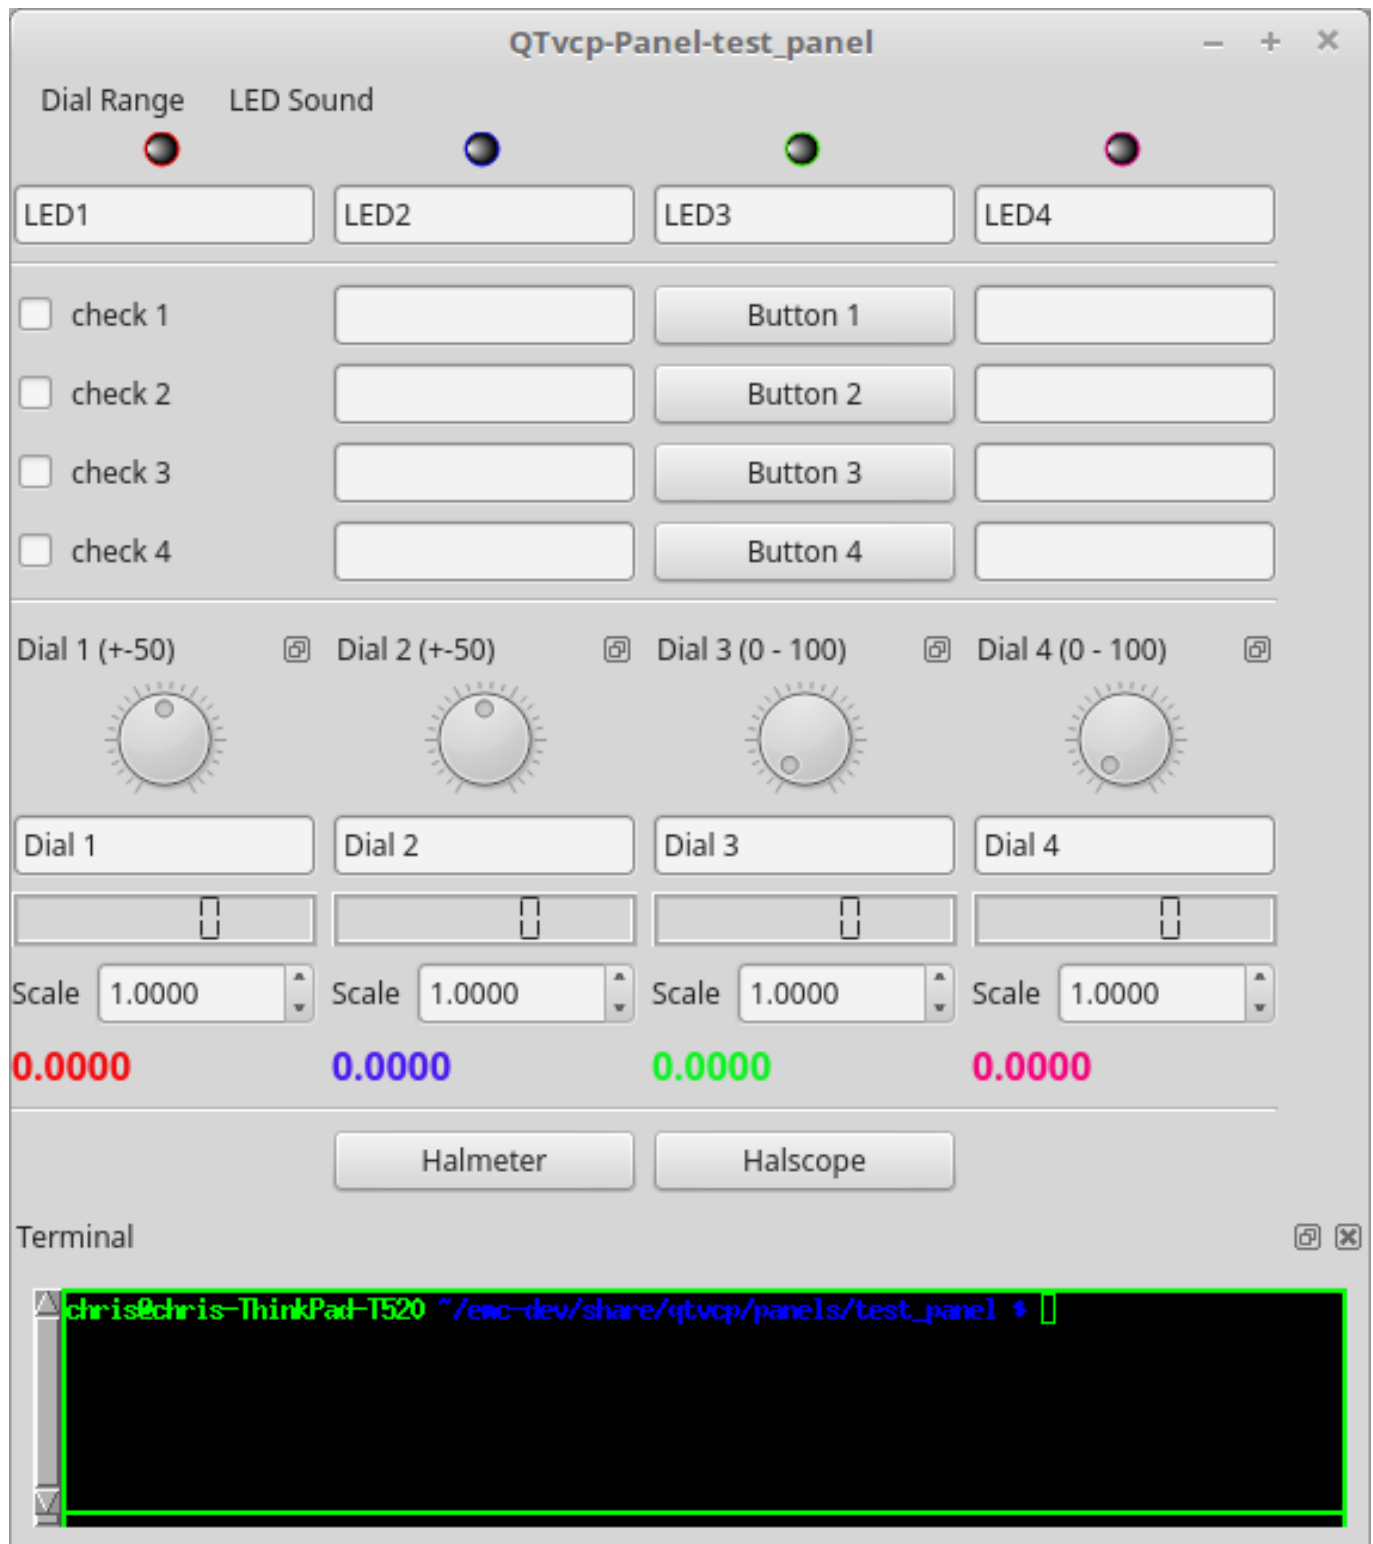 QTvcp-Panel-test_panel
Dial Range LED Sound
LED1 LED2 LED3 LED4
check 1 Button 1
check 2 Button 2
check 3 Button 3
check 4 Button 4
Dial 1 (+-50) Dial 2 (+-50) Dial 3 (0 - 100) Dial 4 (0 - 100)
Dial 1 Dial 2 Dial 3 Dial 4
0 0 0 0
Scale 1.0000 Scale 1.0000 Scale 1.0000 Scale 1.0000
0.0000 0.0000 0.0000 0.0000
Halmeter Halscope
Terminal
chris@chris-ThinkPad-T520 ~/emc-dev/share/qtvcp/panels/test_panel $